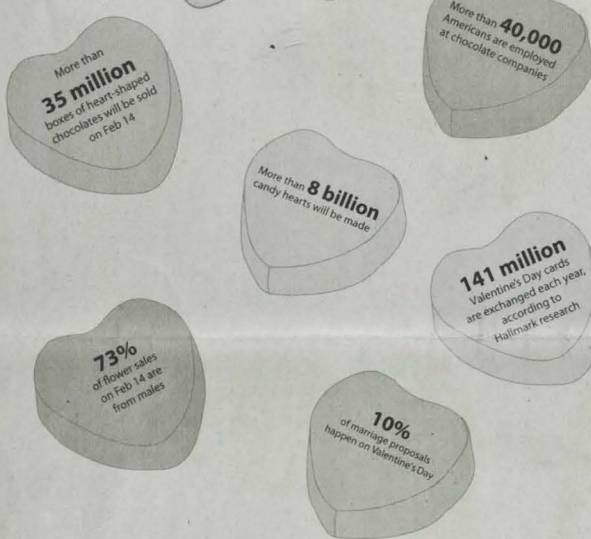 More than
35 million
boxes of heart-shaped
chocolates will be sold
on Feb 14
More than 40,000
Americans are employed
at chocolate companies
More than 8 billion
candy hearts will be made
141 million
Valentine's Day cards
are exchanged each year,
according to
Hallmark research
73%
of flower sales
on Feb 14 are
from males
10%
of marriage proposals
happen on Valentine's Day